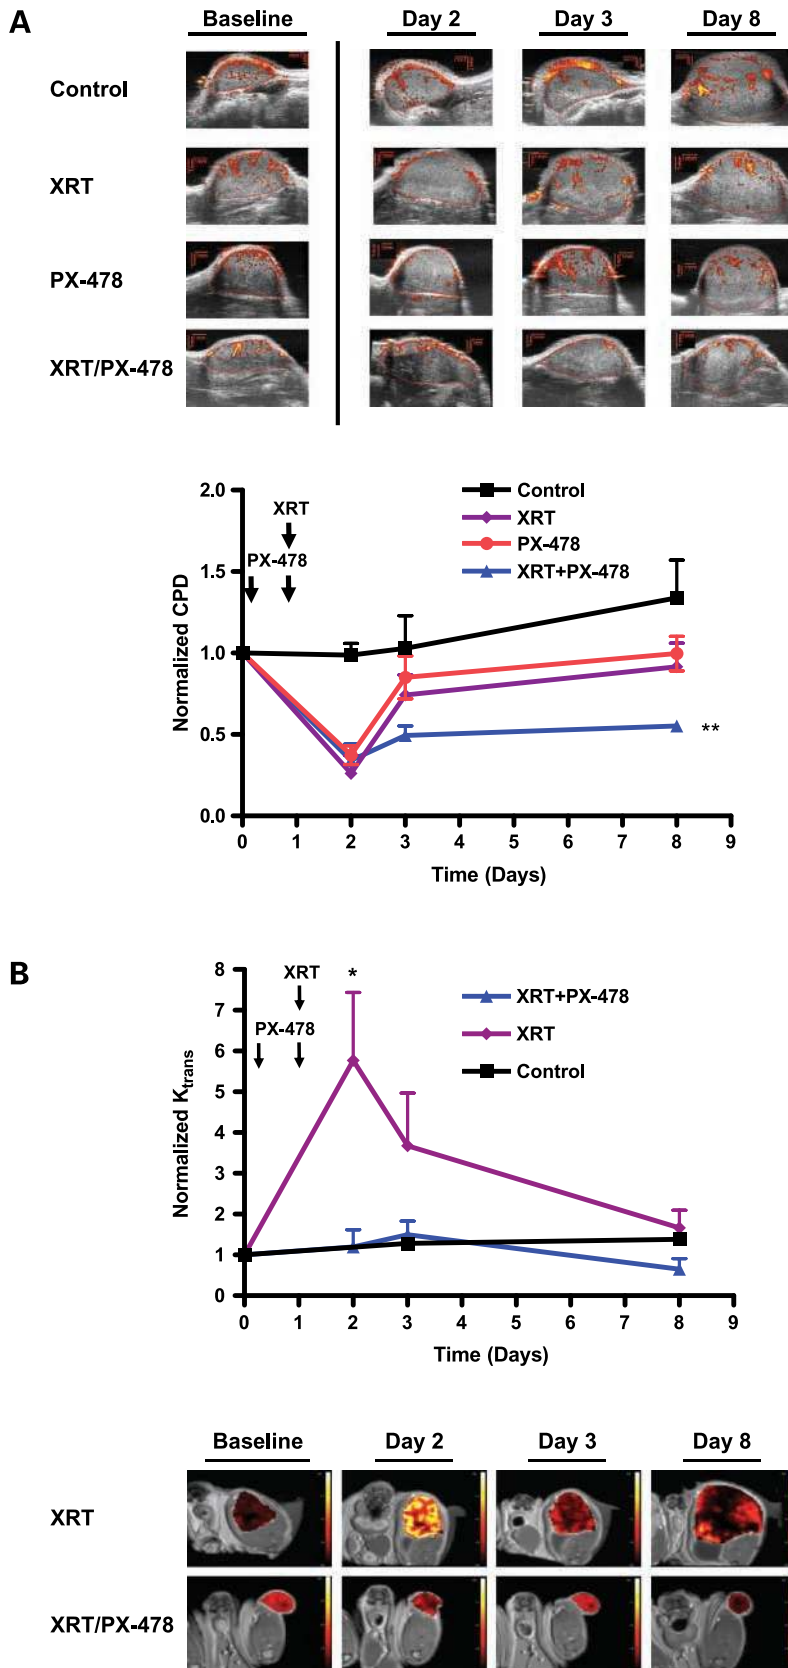 A
Baseline Day 2 Day 3 Day 8
Control
XRT
PX-478
XRT/PX-478
2.0
1.5
1.0
0.5
0.0
Normalized CPD
XRT
PX-478
Control
XRT
PX-478
XRT+PX-478
**
0 1 2 3 4 5 6 7 8 9
Time (Days)
B
8
7
6
5
4
3
2
1
0
Normalized Ktrans
XRT
PX-478
*
XRT+PX-478
XRT
Control
0 1 2 3 4 5 6 7 8 9
Time (Days)
Baseline Day 2 Day 3 Day 8
XRT
XRT/PX-478